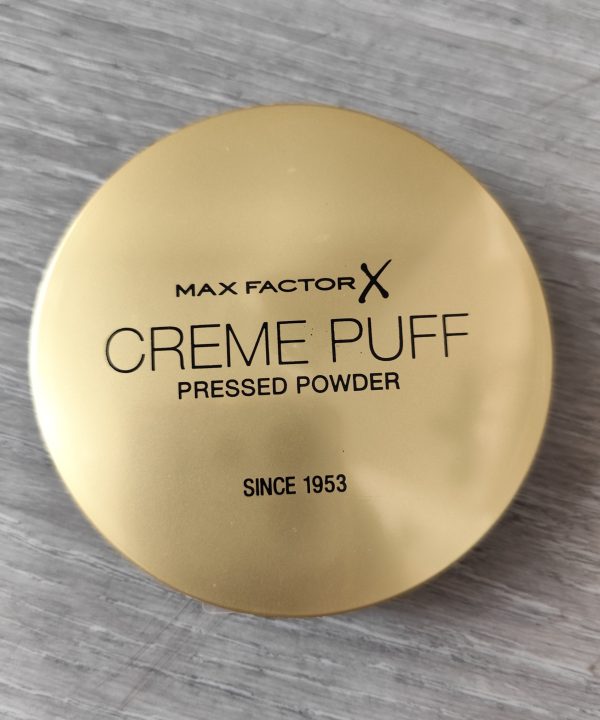 MAX FACTOR X
CREME PUFF
PRESSED POWDER
SINCE 1953